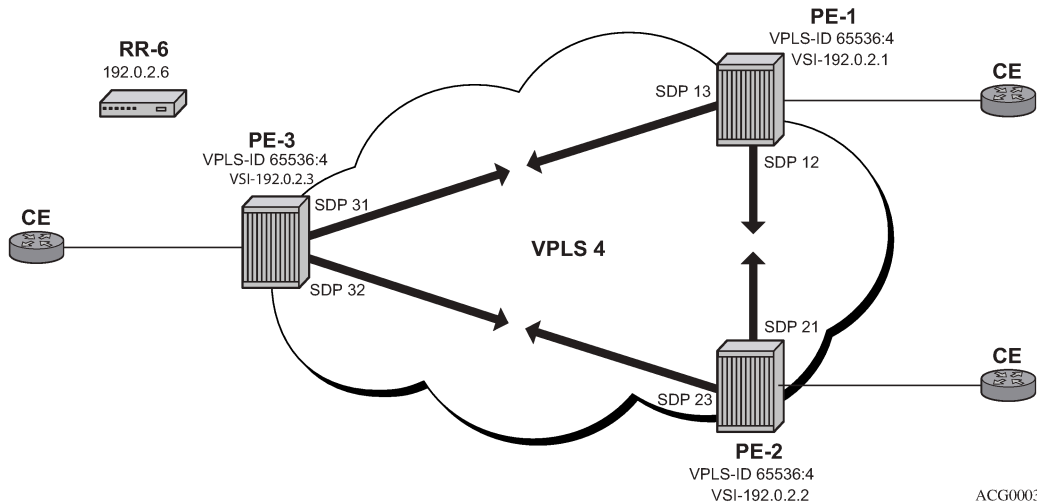 PE-1
VPLS-ID 65536:4
VSI-192.0.2.1
RR-6
192.0.2.6
CE
SDP 13
PE-3
VPLS-ID 65536:4
VSI-192.0.2.3
SDP 12
SDP 31
CE
VPLS 4
SDP 32
SDP 21
CE
SDP 23
PE-2
VPLS-ID 65536:4
VSI-192.0.2.2
ACG0003